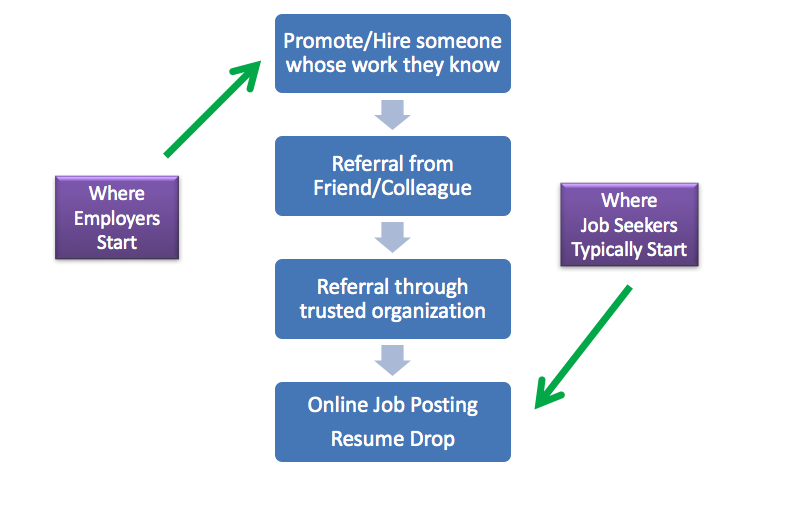 Promote/Hire someone
whose work they know
Where
Employers
Start
Referral from
Friend/Colleague
Where
Job Seekers
Typically Start
Referral through
trusted organization
Online Job Posting
Resume Drop